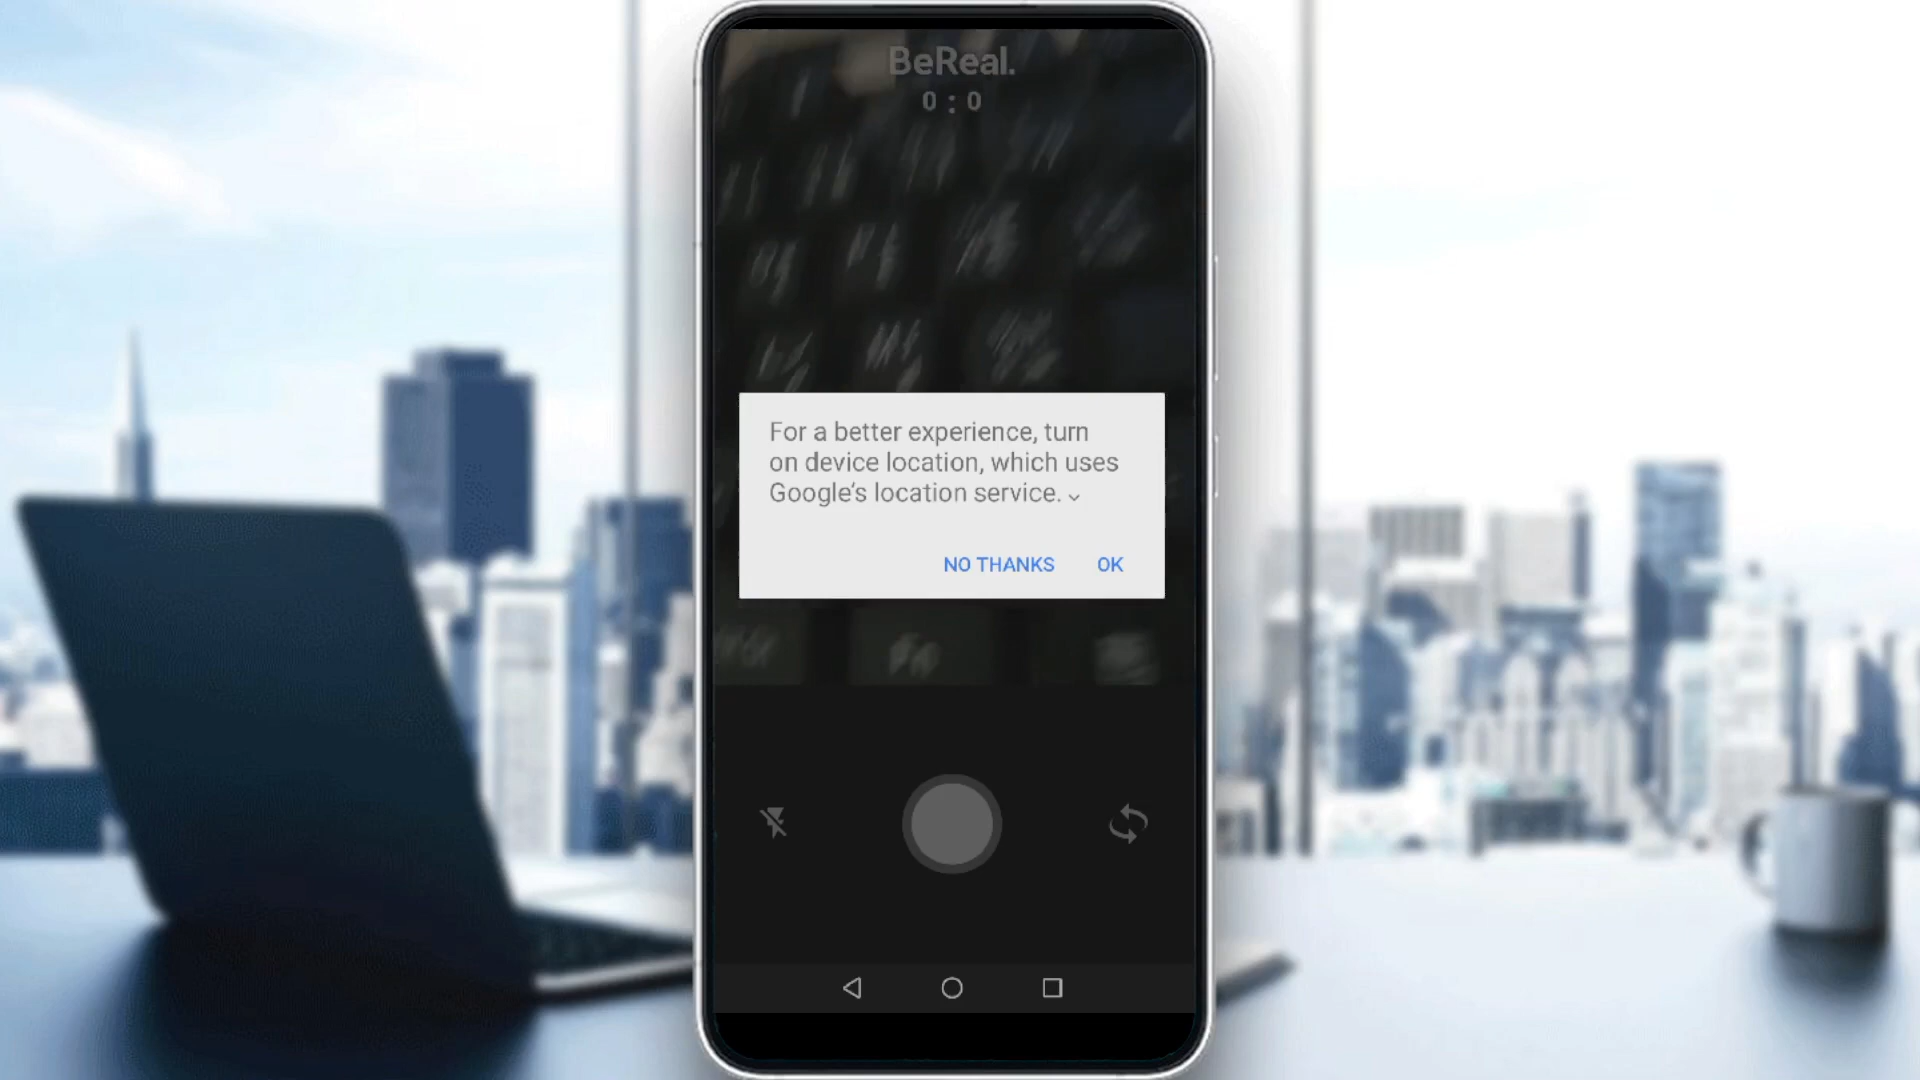 BeReal.
0 : 0
For a better experience, turn
on device location, which uses
Google's location service.
NO THANKS OK